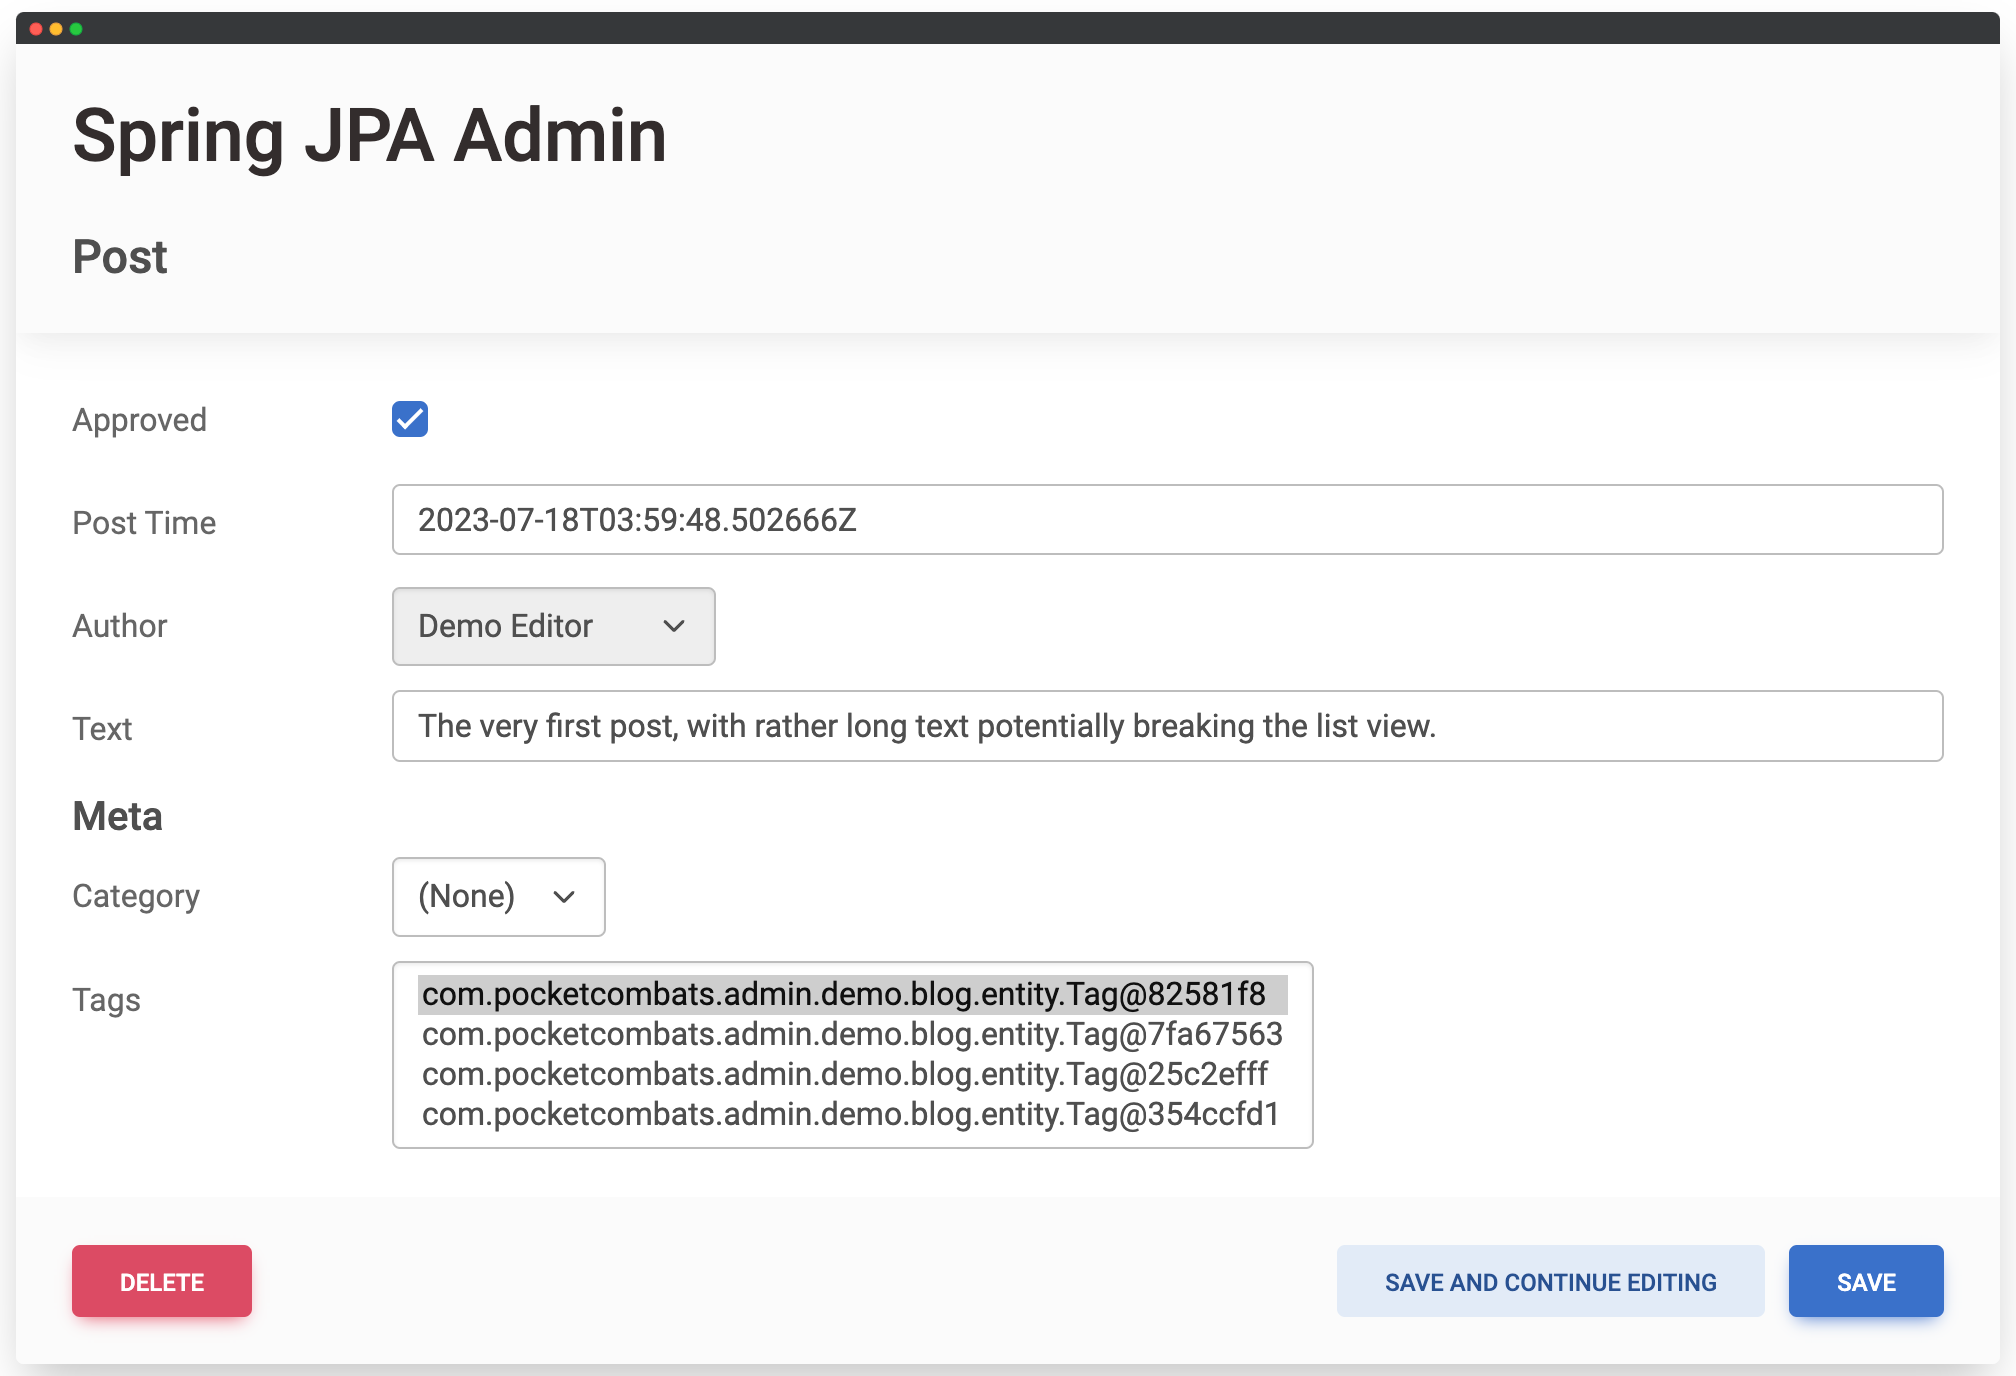 Spring JPA Admin
Post
Approved
Post Time
2023-07-18T03:59:48.502666Z
Author
Demo Editor
Text
The very first post, with rather long text potentially breaking the list view.
Meta
Category
(None)
Tags
com.pocketcombats.admin.demo.blog.entity.Tag@82581f8
com.pocketcombats.admin.demo.blog.entity.Tag@7fa67563
com.pocketcombats.admin.demo.blog.entity.Tag@25c2efff
com.pocketcombats.admin.demo.blog.entity.Tag@354ccfd1
DELETE
SAVE AND CONTINUE EDITING
SAVE